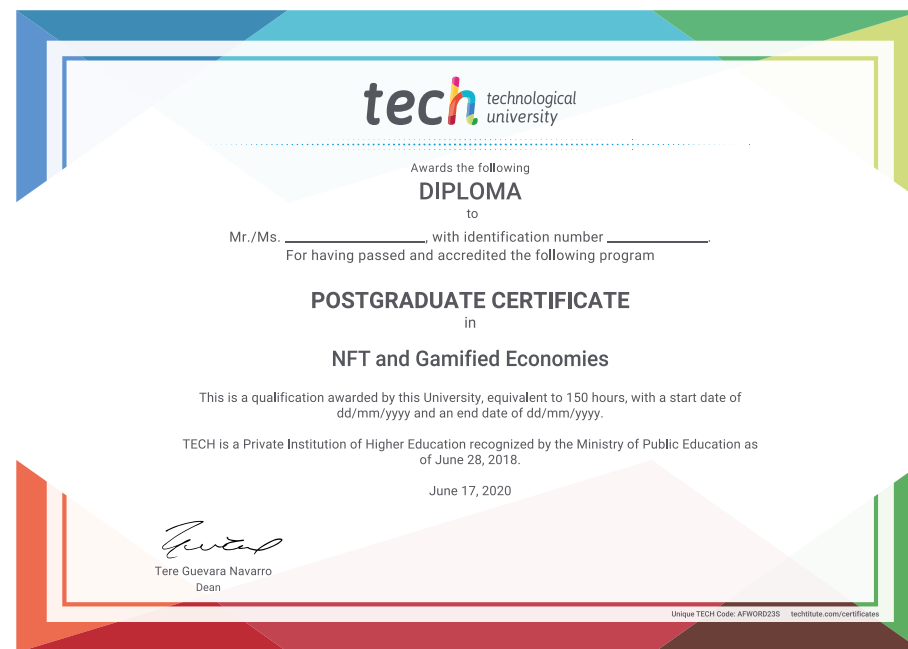 tech technological
university
Awards the following
DIPLOMA
to
Mr./Ms. ____________________, with identification number ______________.
For having passed and accredited the following program
POSTGRADUATE CERTIFICATE
in
NFT and Gamified Economies
This is a qualification awarded by this University, equivalent to 150 hours, with a start date of
dd/mm/yyyy and an end date of dd/mm/yyyy.
TECH is a Private Institution of Higher Education recognized by the Ministry of Public Education as
of June 28, 2018.
June 17, 2020
Tere Guevara Navarro
Dean
Unique TECH Code: AFWORD23S techtitute.com/certificates